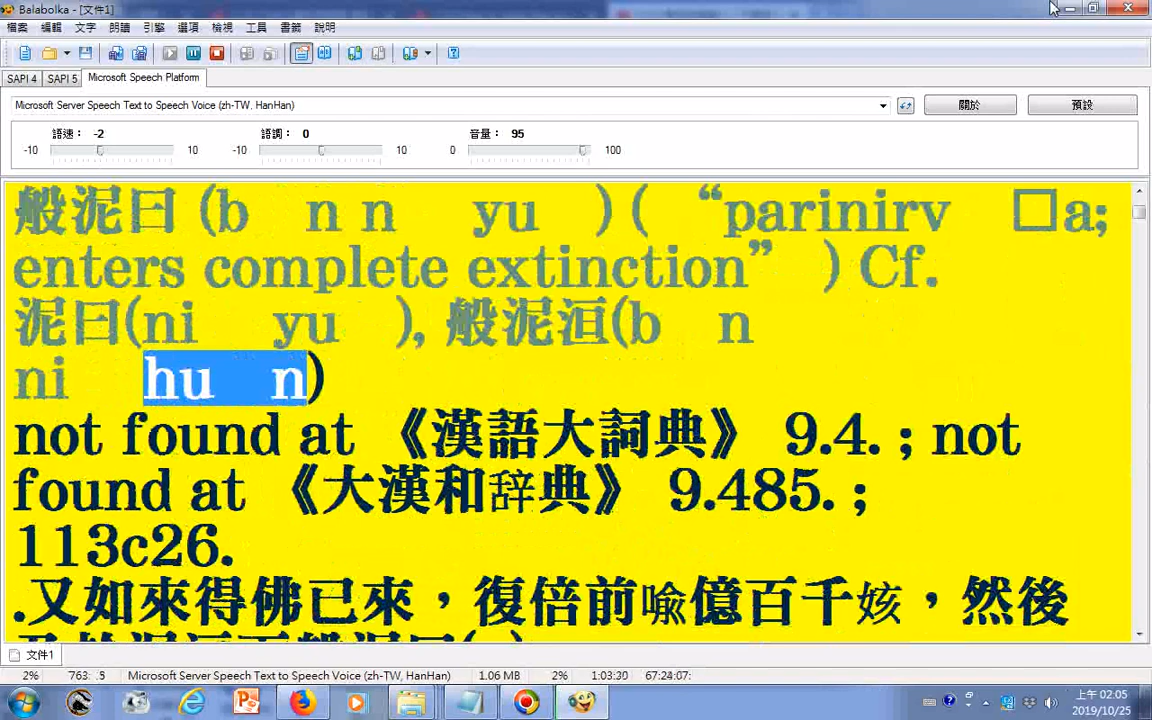 Balabolka - [文件1]
檔案 編輯 文字 朗讀 引擎 選項 檢視 工具 書籤 說明
SAPI 4 SAPI 5 Microsoft Speech Platform
Microsoft Server Speech Text to Speech Voice (zh-TW, HanHan) 關於 預設
語速： -2 語調： 0 音量： 95
-10 10 -10 10 0 100
般泥曰 (b n n yu ) ( “parinirv □a;
enters complete extinction” ) Cf.
泥曰(ni yu ), 般泥洹(b n
ni hu n)
not found at 《漢語大詞典》 9.4. ; not
found at 《大漢和辞典》 9.485. ;
113c26.
.又如來得佛已來，復倍前喻億百千姟，然後
文件1
2% Microsoft Server Speech Text to Speech Voice (zh-TW, HanHan) 1.06 MB 2% 1:03:30 67:24:07:
上午 02:05
2019/10/25